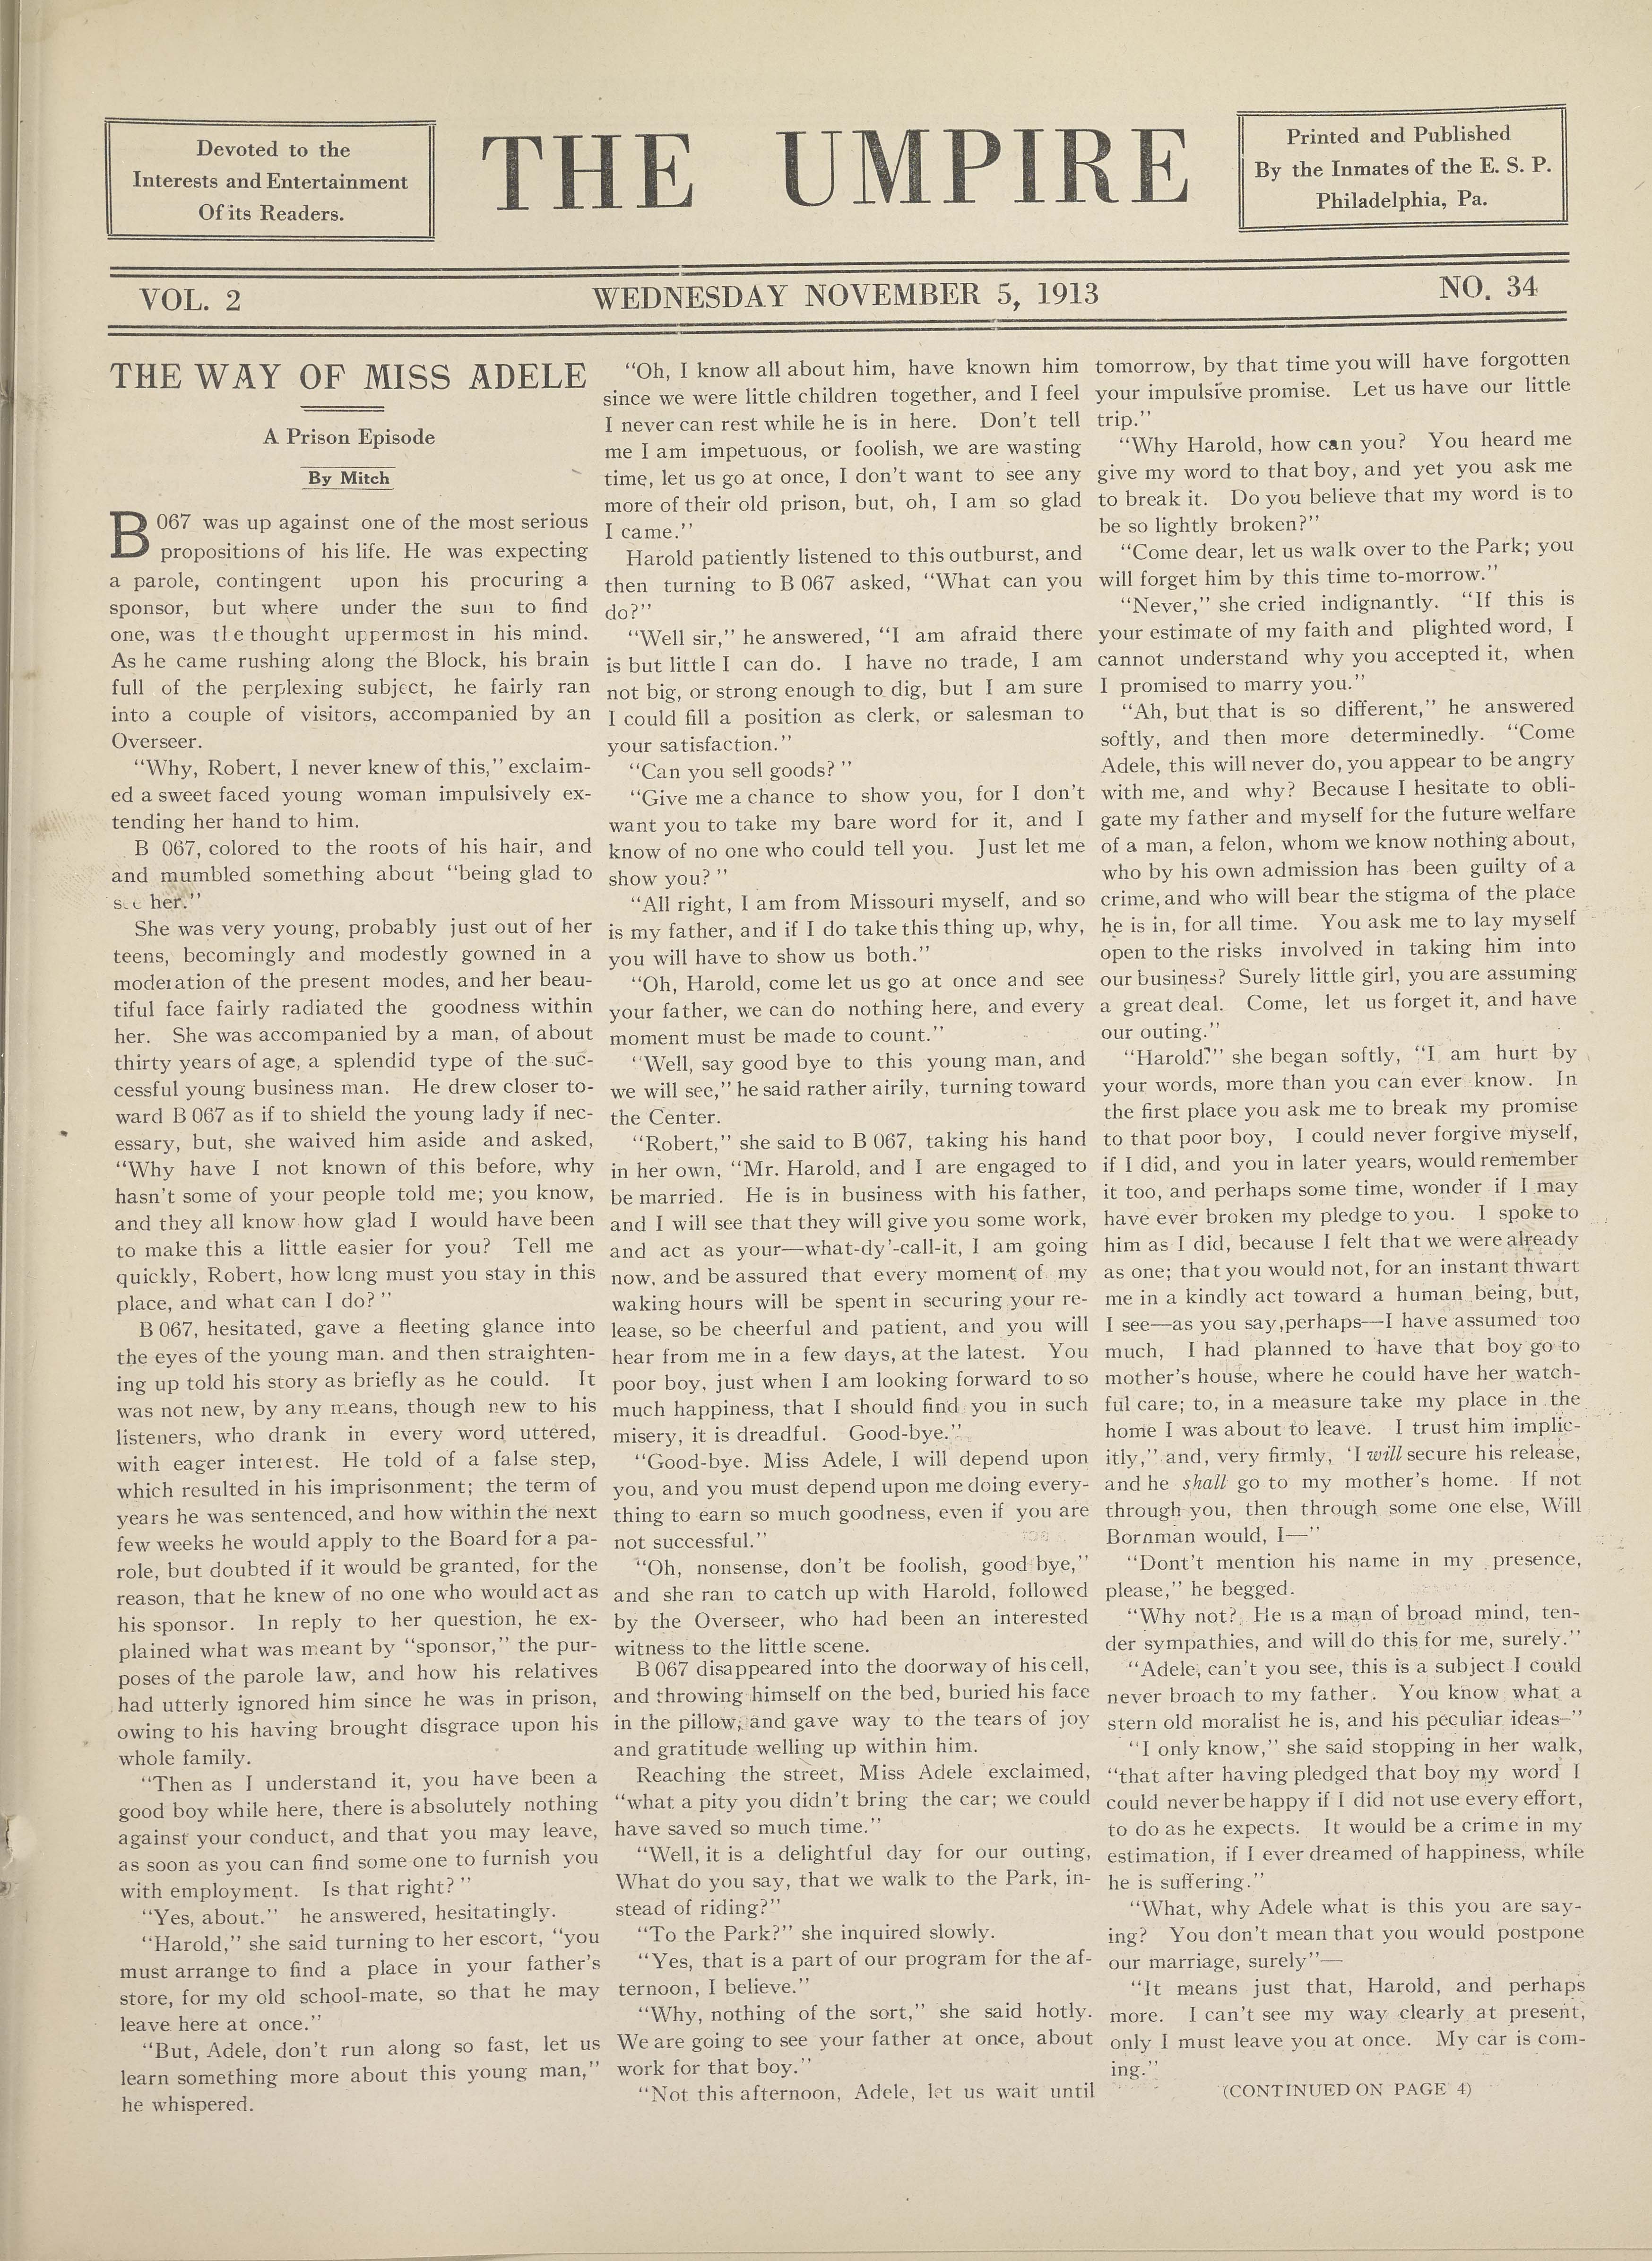 Devoted to the
Interests and Entertainment
Of its Readers.
THE UMPIRE
Printed and Published
By the Inmates of the E. S. P.
Philadelphia, Pa.
VOL. 2
WEDNESDAY NOVEMBER 5, 1913
NO. 34
THE WAY OF MISS ADELE
A Prison Episode
By Mitch
B 067 was up against one of the most serious
propositions of his life. He was expecting
a parole, contingent upon his procuring a
sponsor, but where under the sun to find
one, was the thought uppermost in his mind.
As he came rushing along the Block, his brain
full of the perplexing subject, he fairly ran
into a couple of visitors, accompanied by an
Overseer.
"Why, Robert, I never knew of this," exclaim-
ed a sweet faced young woman impulsively ex-
tending her hand to him.
B 067, colored to the roots of his hair, and
and mumbled something about "being glad to
see her."
She was very young, probably just out of her
teens, becomingly and modestly gowned in a
moderation of the present modes, and her beau-
tiful face fairly radiated the goodness within
her. She was accompanied by a man, of about
thirty years of age, a splendid type of the suc-
cessful young business man. He drew closer to-
ward B 067 as if to shield the young lady if nec-
essary, but, she waived him aside and asked,
"Why have I not known of this before, why
hasn't some of your people told me; you know,
and they all know how glad I would have been
to make this a little easier for you? Tell me
quickly, Robert, how long must you stay in this
place, and what can I do?"
B 067, hesitated, gave a fleeting glance into
the eyes of the young man. and then straighten-
ing up told his story as briefly as he could. It
was not new, by any means, though new to his
listeners, who drank in every word uttered,
with eager interest. He told of a false step,
which resulted in his imprisonment; the term of
years he was sentenced, and how within the next
few weeks he would apply to the Board for a pa-
role, but doubted if it would be granted, for the
reason, that he knew of no one who would act as
his sponsor. In reply to her question, he ex-
plained what was meant by "sponsor," the pur-
poses of the parole law, and how his relatives
had utterly ignored him since he was in prison,
owing to his having brought disgrace upon his
whole family.
"Then as I understand it, you have been a
good boy while here, there is absolutely nothing
against your conduct, and that you may leave,
as soon as you can find some one to furnish you
with employment. Is that right?"
"Yes, about." he answered, hesitatingly.
"Harold," she said turning to her escort, "you
must arrange to find a place in your father's
store, for my old school-mate, so that he may
leave here at once."
"But, Adele, don't run along so fast, let us
learn something more about this young man,"
he whispered.
"Oh, I know all about him, have known him
since we were little children together, and I feel
I never can rest while he is in here. Don't tell
me I am impetuous, or foolish, we are wasting
time, let us go at once, I don't want to see any
more of their old prison, but, oh, I am so glad
I came."
Harold patiently listened to this outburst, and
then turning to B 067 asked, "What can you
do?"
"Well sir," he answered, "I am afraid there
is but little I can do. I have no trade, I am
not big, or strong enough to dig, but I am sure
I could fill a position as clerk, or salesman to
your satisfaction."
"Can you sell goods?"
"Give me a chance to show you, for I don't
want you to take my bare word for it, and I
know of no one who could tell you. Just let me
show you?"
"All right, I am from Missouri myself, and so
is my father, and if I do take this thing up, why,
you will have to show us both."
"Oh, Harold, come let us go at once and see
your father, we can do nothing here, and every
moment must be made to count."
"Well, say good bye to this young man, and
we will see," he said rather airily, turning toward
the Center.
"Robert," she said to B 067, taking his hand
in her own, "Mr. Harold, and I are engaged to
be married. He is in business with his father,
and I will see that they will give you some work,
and act as your—what-dy'-call-it, I am going
now, and be assured that every moment of my
waking hours will be spent in securing your re-
lease, so be cheerful and patient, and you will
hear from me in a few days, at the latest. You
poor boy, just when I am looking forward to so
much happiness, that I should find you in such
misery, it is dreadful. Good-bye."
"Good-bye. Miss Adele, I will depend upon
you, and you must depend upon me doing every-
thing to earn so much goodness, even if you are
not successful."
"Oh, nonsense, don't be foolish, good bye,"
and she ran to catch up with Harold, followed
by the Overseer, who had been an interested
witness to the little scene.
B 067 disappeared into the doorway of his cell,
and throwing himself on the bed, buried his face
in the pillow, and gave way to the tears of joy
and gratitude welling up within him.
Reaching the street, Miss Adele exclaimed,
"what a pity you didn't bring the car; we could
have saved so much time."
"Well, it is a delightful day for our outing,
What do you say, that we walk to the Park, in-
stead of riding?"
"To the Park?" she inquired slowly.
"Yes, that is a part of our program for the af-
ternoon, I believe."
"Why, nothing of the sort," she said hotly.
We are going to see your father at once, about
work for that boy."
"Not this afternoon, Adele, let us wait until
tomorrow, by that time you will have forgotten
your impulsive promise. Let us have our little
trip."
"Why Harold, how can you? You heard me
give my word to that boy, and yet you ask me
to break it. Do you believe that my word is to
be so lightly broken?"
"Come dear, let us walk over to the Park; you
will forget him by this time to-morrow."
"Never," she cried indignantly. "If this is
your estimate of my faith and plighted word, I
cannot understand why you accepted it, when
I promised to marry you."
"Ah, but that is so different," he answered
softly, and then more determinedly. "Come
Adele, this will never do, you appear to be angry
with me, and why? Because I hesitate to obli-
gate my father and myself for the future welfare
of a man, a felon, whom we know nothing about,
who by his own admission has been guilty of a
crime, and who will bear the stigma of the place
he is in, for all time. You ask me to lay myself
open to the risks involved in taking him into
our business? Surely little girl, you are assuming
a great deal. Come, let us forget it, and have
our outing."
"Harold," she began softly, "I am hurt by
your words, more than you can ever know. In
the first place you ask me to break my promise
to that poor boy, I could never forgive myself,
if I did, and you in later years, would remember
it too, and perhaps some time, wonder if I may
have ever broken my pledge to you. I spoke to
him as I did, because I felt that we were already
as one; that you would not, for an instant thwart
me in a kindly act toward a human being, but,
I see—as you say, perhaps—I have assumed too
much, I had planned to have that boy go to
mother's house, where he could have her watch-
ful care; to, in a measure take my place in the
home I was about to leave. I trust him implic-
itly," and, very firmly, 'I will secure his release,
and he shall go to my mother's home. If not
through you, then through some one else, Will
Bornman would, I—"
"Dont't mention his name in my presence,
please," he begged.
"Why not? He is a man of broad mind, ten-
der sympathies, and will do this for me, surely."
"Adele, can't you see, this is a subject I could
never broach to my father. You know what a
stern old moralist he is, and his peculiar ideas—"
"I only know," she said stopping in her walk,
"that after having pledged that boy my word I
could never be happy if I did not use every effort,
to do as he expects. It would be a crime in my
estimation, if I ever dreamed of happiness, while
he is suffering."
"What, why Adele what is this you are say-
ing? You don't mean that you would postpone
our marriage, surely"—
"It means just that, Harold, and perhaps
more. I can't see my way clearly at present,
only I must leave you at once. My car is com-
ing."
(CONTINUED ON PAGE 4)